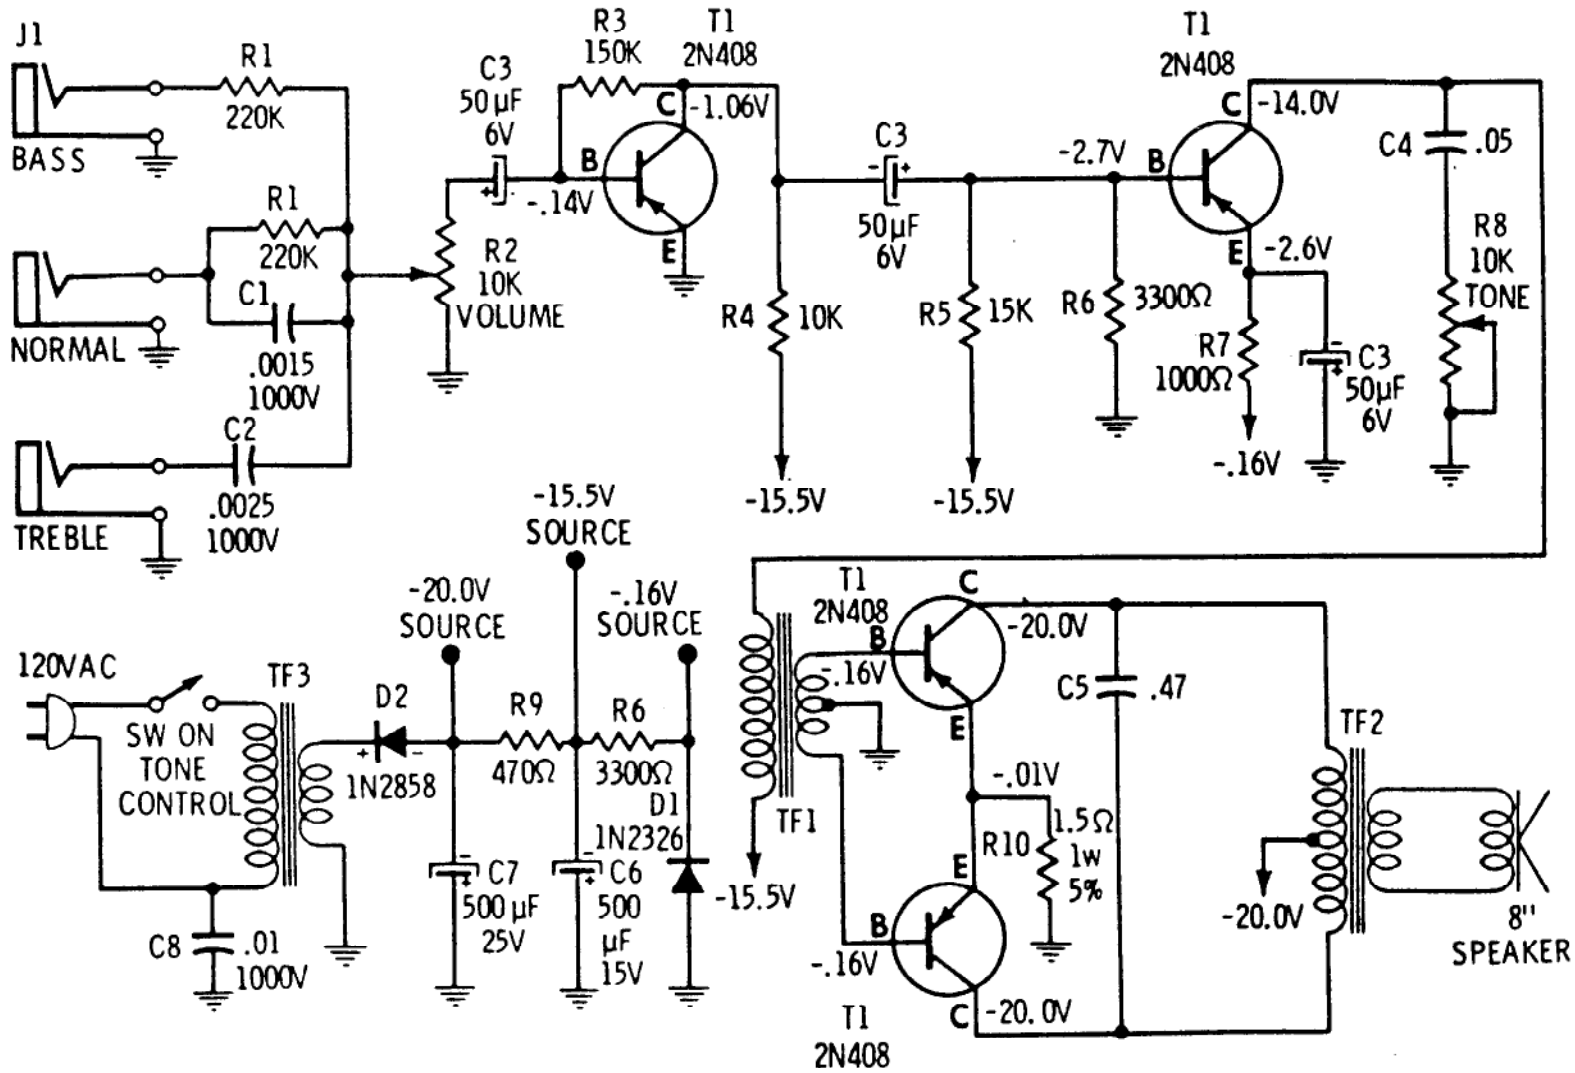 J1
R1
220K
BASS
R1
220K
C1
.0015
1000V
NORMAL
C2
.0025
1000V
TREBLE
C3
50µF
6V
+
R2
10K
VOLUME
R3
150K
T1
2N408
C
-1.06V
B
-.14V
E
R4
10K
-15.5V
C3
- +
50µF
6V
R5
15K
-15.5V
R6
3300Ω
-2.7V
T1
2N408
C
-14.0V
B
E
-2.6V
R7
1000Ω
-.16V
-
+
C3
50µF
6V
C4
.05
R8
10K
TONE
120VAC
SW ON
TONE
CONTROL
TF3
C8
.01
1000V
D2
+ -
1N2858
-20.0V
SOURCE
R9
470Ω
-15.5V
SOURCE
R6
3300Ω
-.16V
SOURCE
D1
1N2326
-
+
C7
500µF
25V
-
+
C6
500
µF
15V
TF1
-15.5V
T1
2N408
C
-20.0V
B
-.16V
E
-.01V
R10
1.5Ω
1W
5%
E
B
-.16V
C
-20.0V
T1
2N408
C5
.47
TF2
-20.0V
8"
SPEAKER